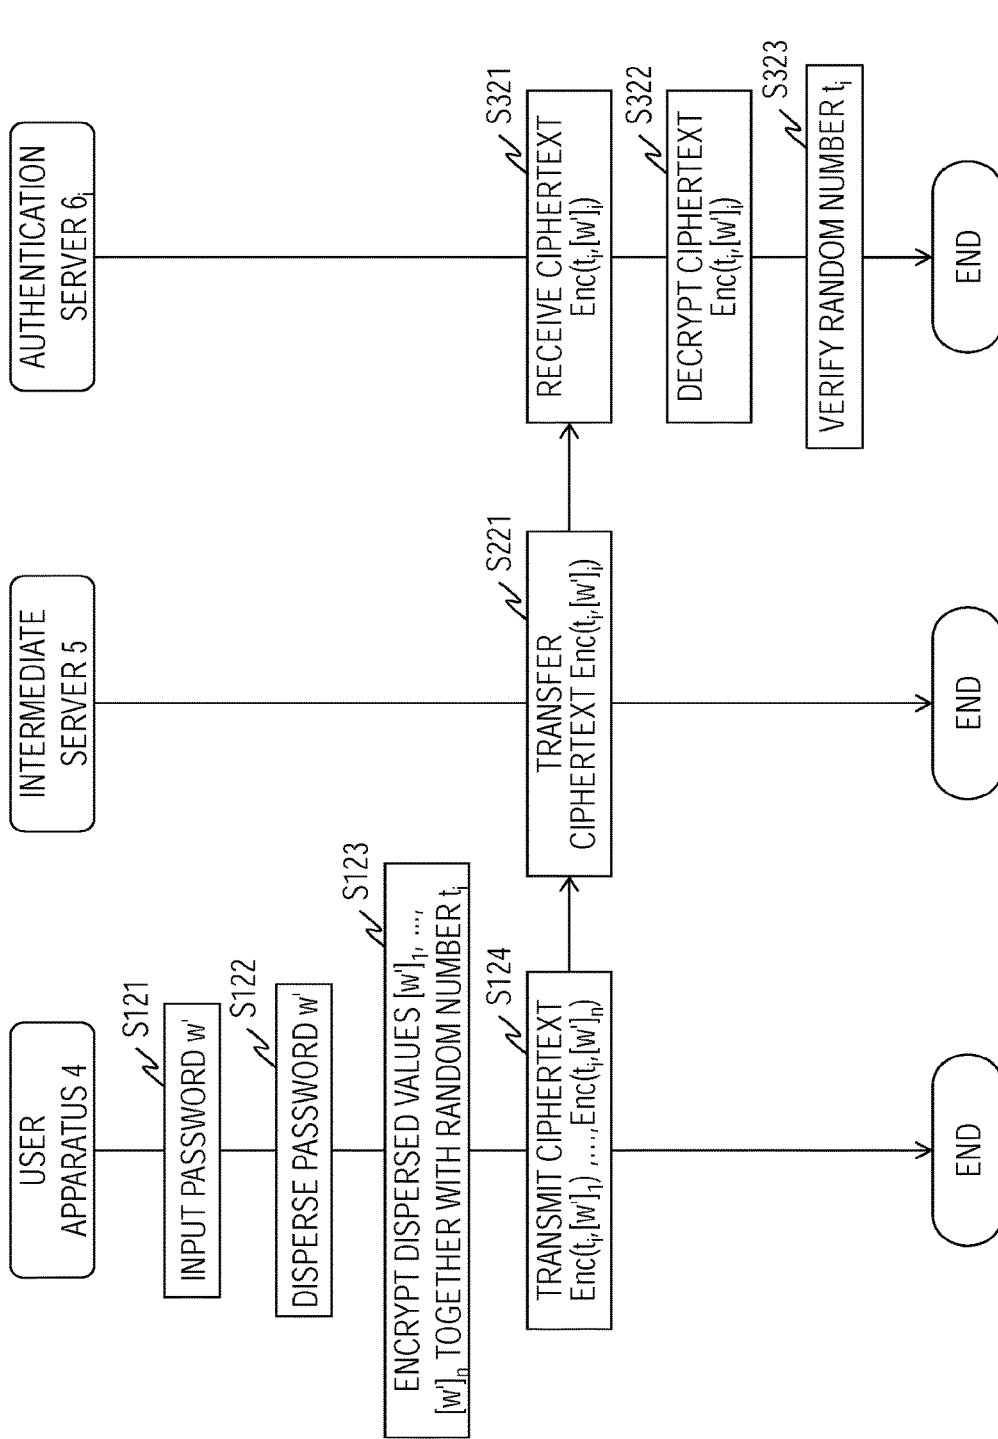 USER
APPARATUS 4
S121
INPUT PASSWORD w'
S122
DISPERSE PASSWORD w'
S123
ENCRYPT DISPERSED VALUES [w']1, ...,
[w']n TOGETHER WITH RANDOM NUMBER ti
S124
TRANSMIT CIPHERTEXT
Enc(ti,[w']1) ,..., Enc(ti,[w']n)
END
INTERMEDIATE
SERVER 5
S221
TRANSFER
CIPHERTEXT Enc(ti,[w']i)
END
AUTHENTICATION
SERVER 6i
S321
RECEIVE CIPHERTEXT
Enc(ti,[w']i)
S322
DECRYPT CIPHERTEXT
Enc(ti,[w']i)
S323
VERIFY RANDOM NUMBER ti
END